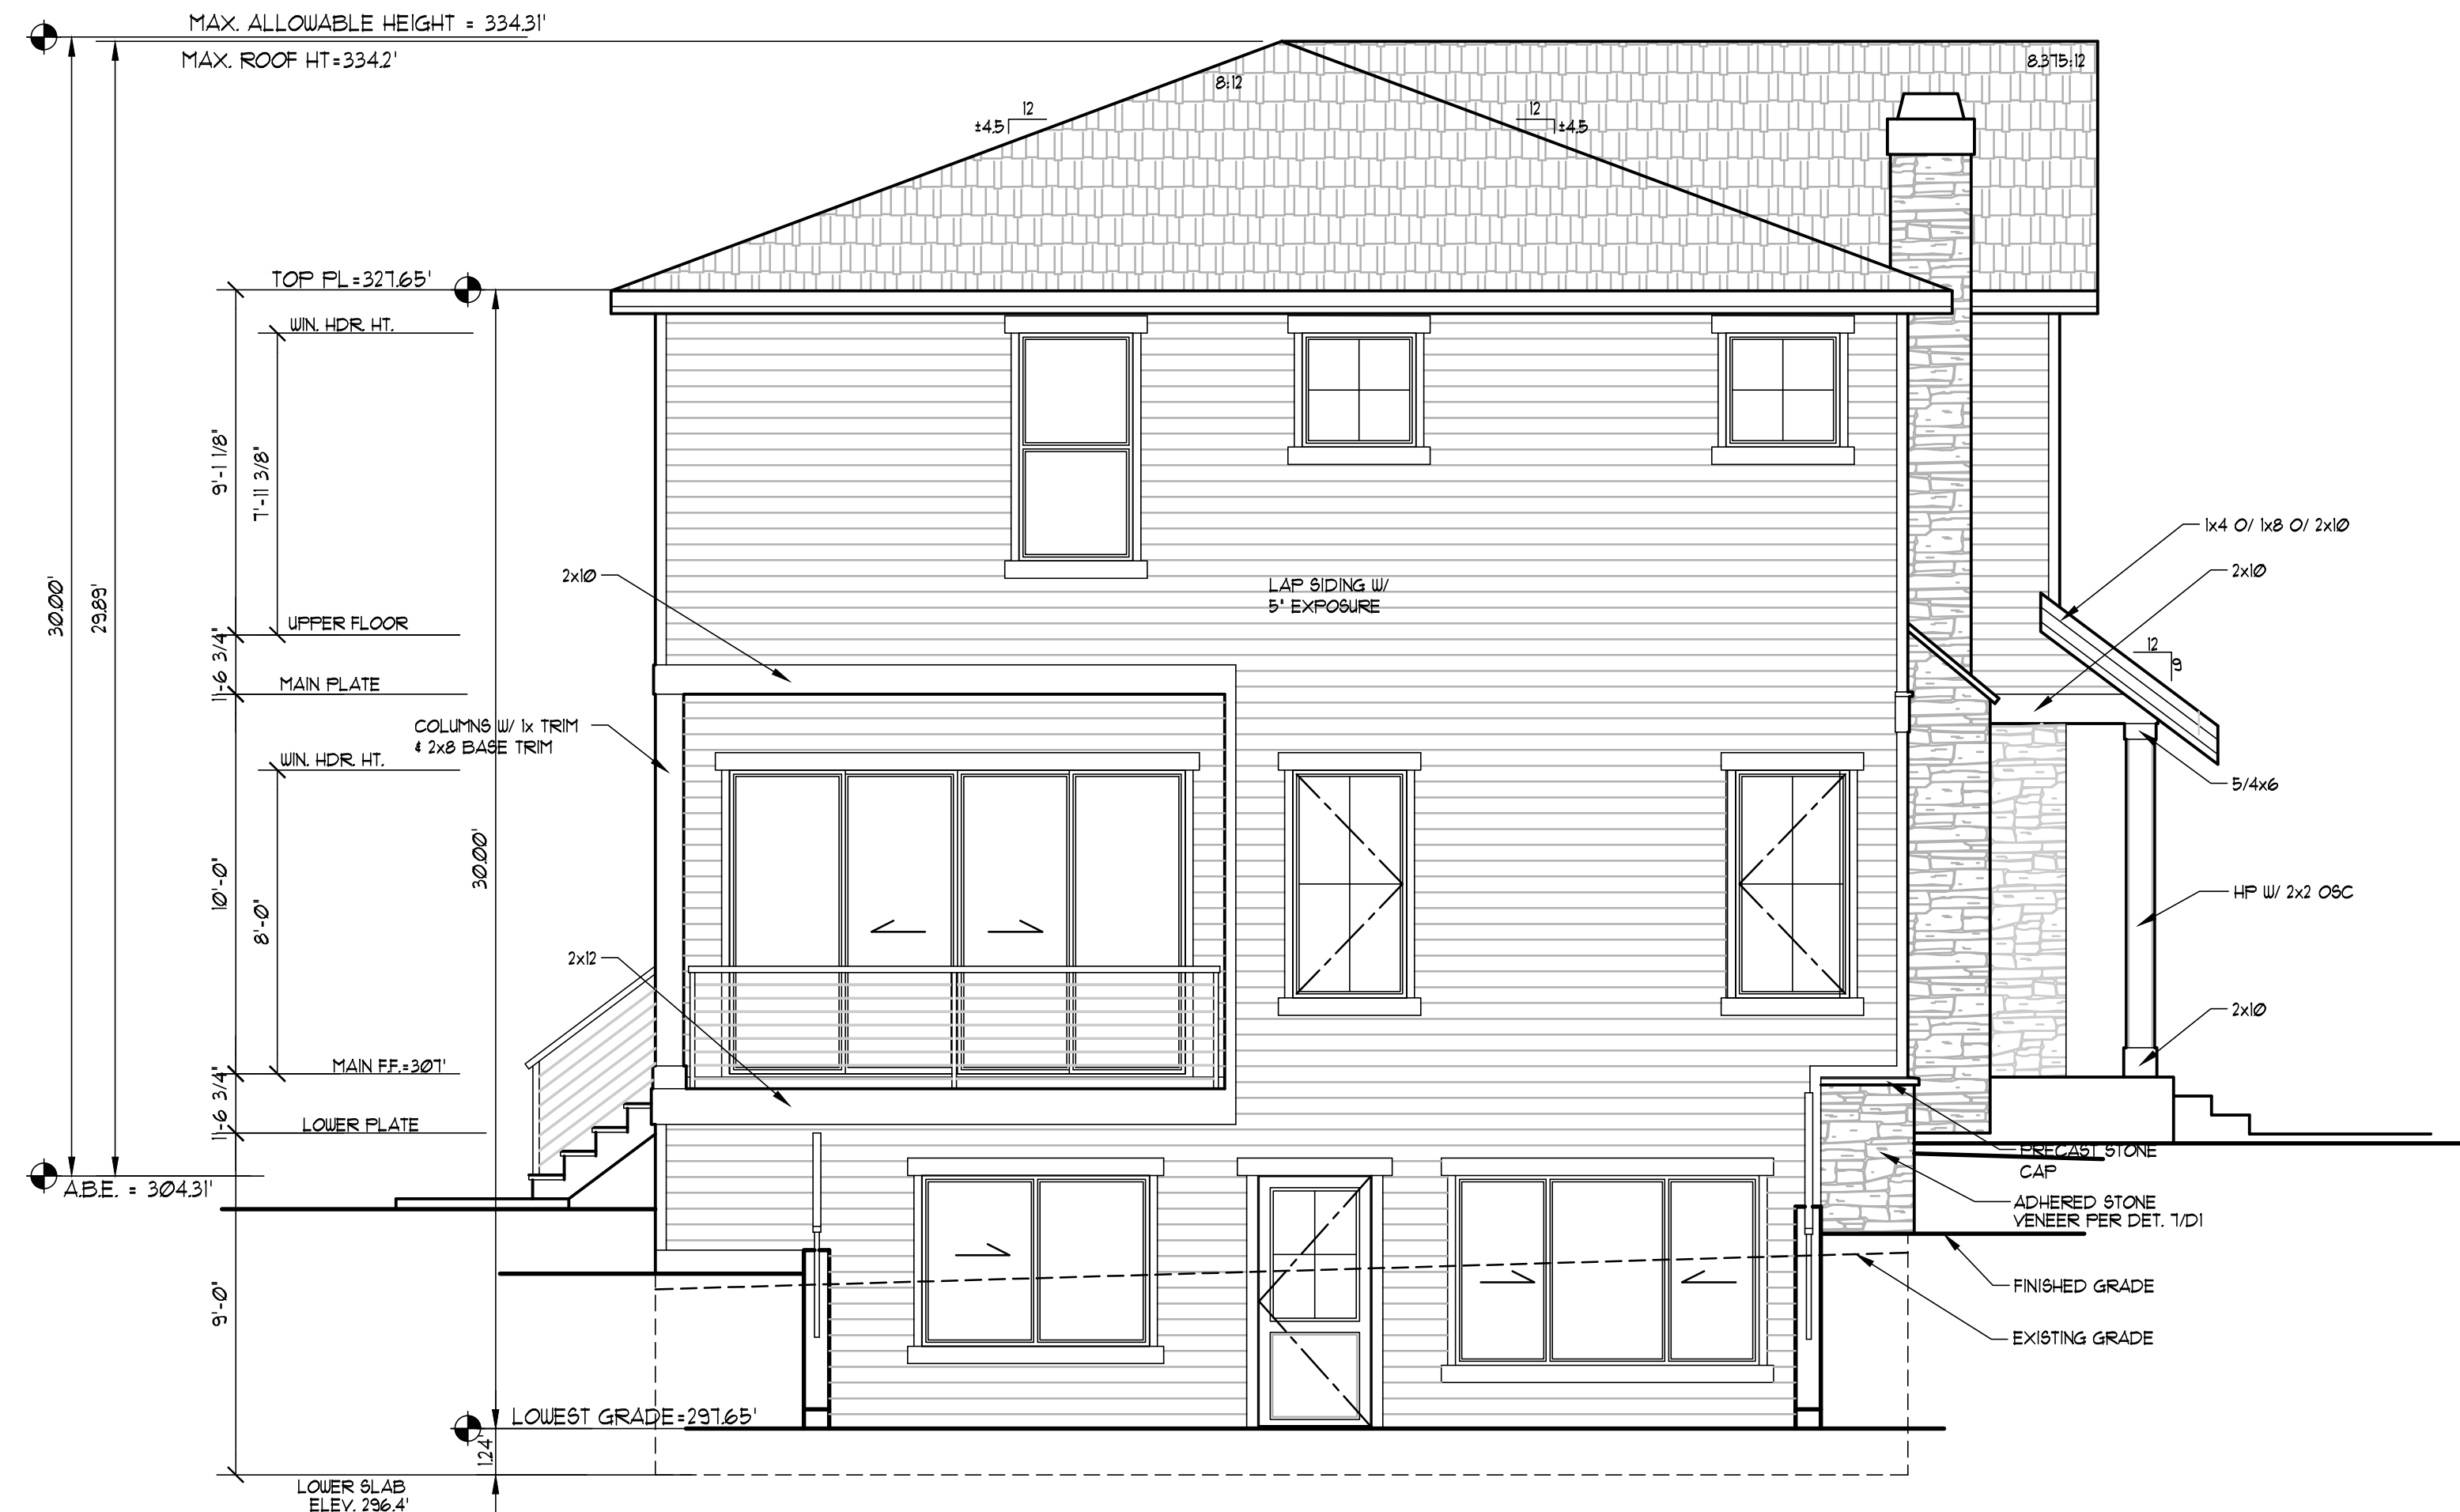 MAX. ALLOWABLE HEIGHT = 334.31'
MAX. ROOF HT=334.2'
8:12
8.375:12
12
±4.5
12
±4.5
TOP PL=327.65'
WIN. HDR. HT.
9'-1 1/8"
7'-11 3/8"
30.00'
29.89'
1x4 O/ 1x8 O/ 2x10
2x10
2x10
LAP SIDING W/
5" EXPOSURE
UPPER FLOOR
1'-6 3/4"
MAIN PLATE
12
9
COLUMNS W/ 1x TRIM
& 2x8 BASE TRIM
WIN. HDR. HT.
5/4x6
30.00'
10'-0"
8'-0"
HP W/ 2x2 OSC
2x12
2x10
MAIN F.F.=307'
1'-6 3/4"
LOWER PLATE
PRECAST STONE
CAP
A.B.E. = 304.31'
ADHERED STONE
VENEER PER DET. 7/D1
FINISHED GRADE
9'-0"
EXISTING GRADE
LOWEST GRADE=297.65'
1.24'
LOWER SLAB
ELEV. 296.4'